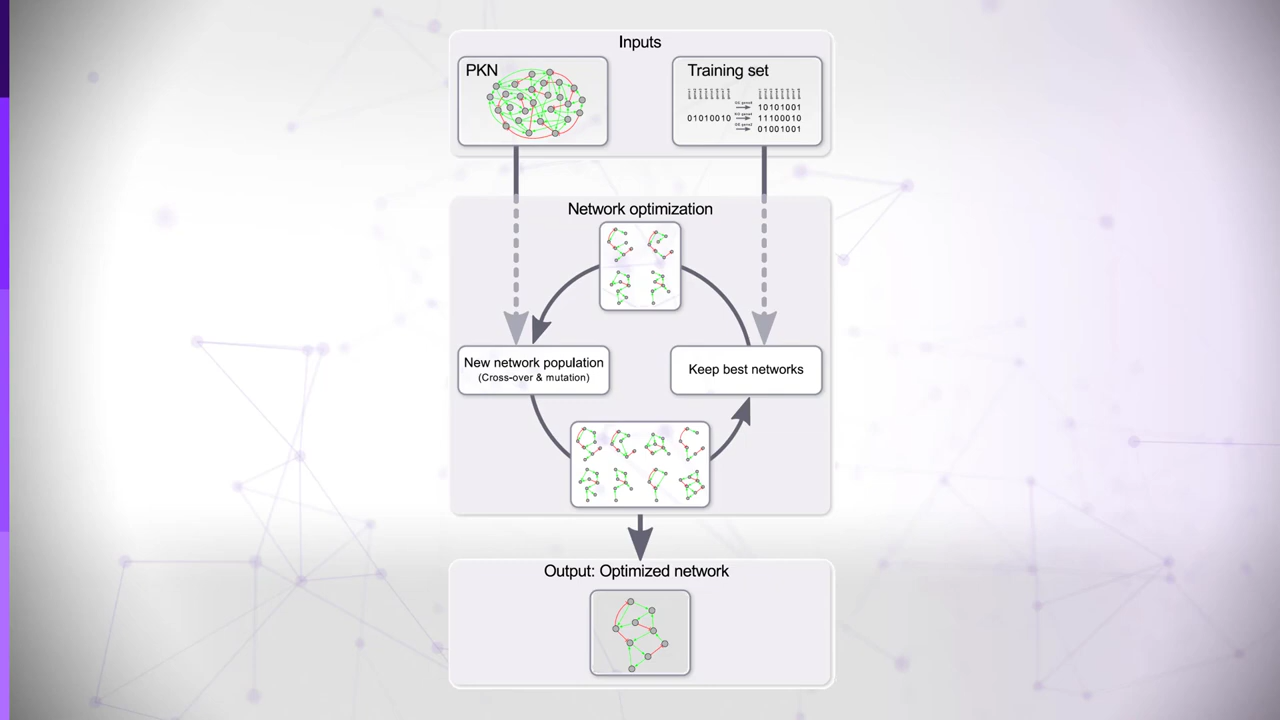 Inputs
PKN
Training set
10101001
01010010
11100010
01001001
Network optimization
New network population
(Cross-over & mutation)
Keep best networks
Output: Optimized network